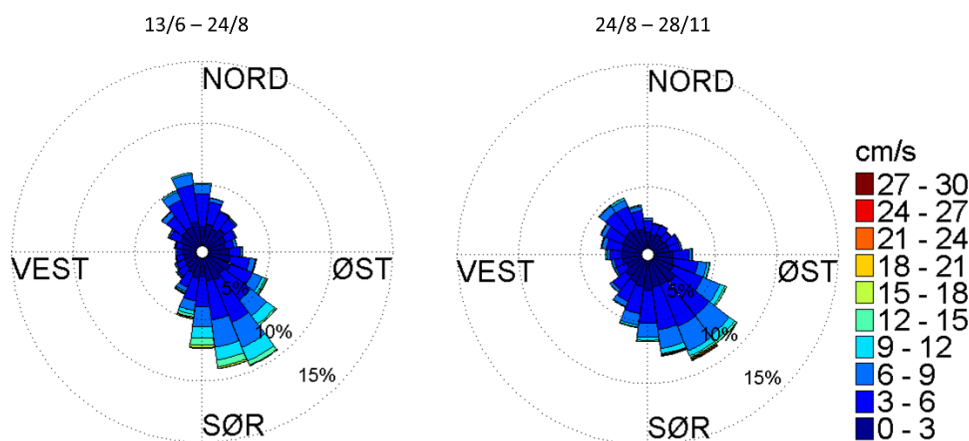 13/6 – 24/8
NORD
VEST
ØST
SØR
5%
10%
15%
24/8 – 28/11
NORD
VEST
ØST
SØR
5%
10%
15%
cm/s
27 - 30
24 - 27
21 - 24
18 - 21
15 - 18
12 - 15
9 - 12
6 - 9
3 - 6
0 - 3